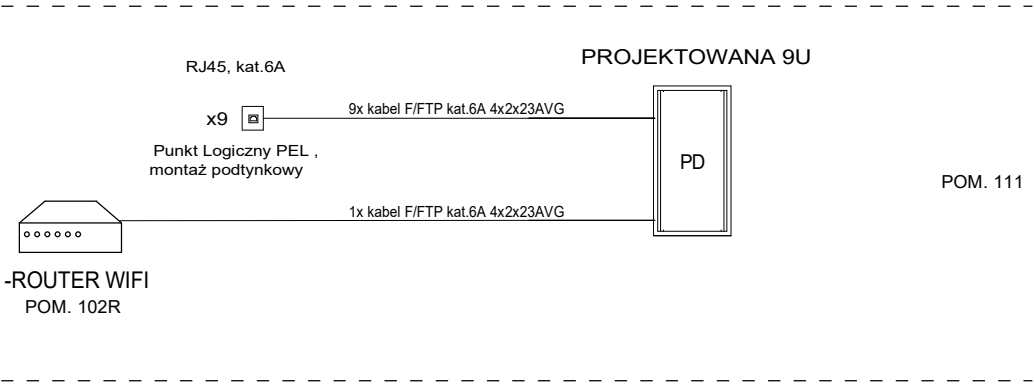 PROJEKTOWANA 9U
RJ45, kat.6A
x9
9x kabel F/FTP kat.6A 4x2x23AVG
Punkt Logiczny PEL ,
montaż podtynkowy
PD
POM. 111
1x kabel F/FTP kat.6A 4x2x23AVG
-ROUTER WIFI
POM. 102R